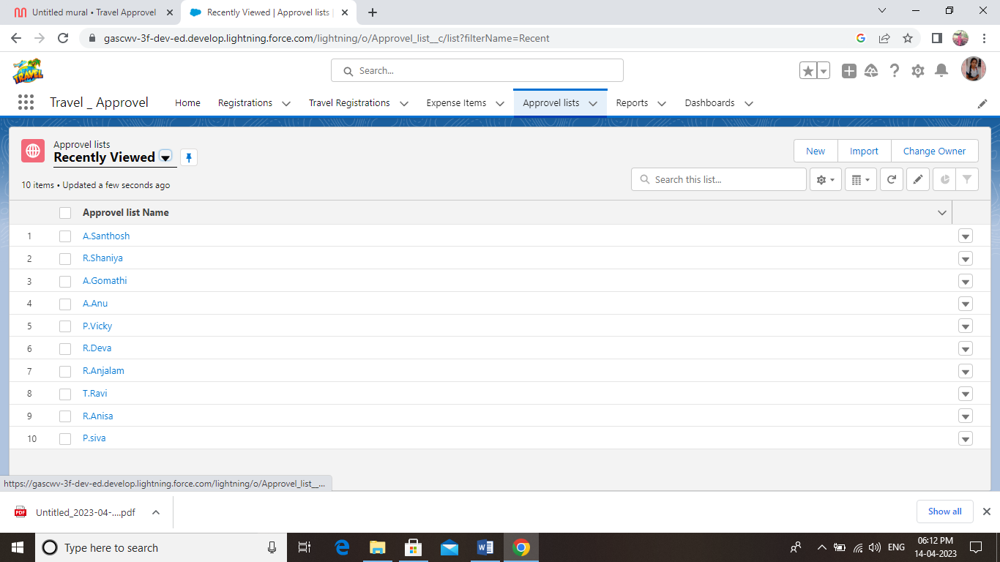 Untitled mural • Travel Approvel
Recently Viewed | Approvel lists |
gascwv-3f-dev-ed.develop.lightning.force.com/lightning/o/Approvel_list__c/list?filterName=Recent
TRAVEL
Search...
Travel _ Approvel Home Registrations Travel Registrations Expense Items Approvel lists Reports Dashboards
Approvel lists
Recently Viewed
New Import Change Owner
10 items • Updated a few seconds ago
Search this list...
Approvel list Name
1 A.Santhosh
2 R.Shaniya
3 A.Gomathi
4 A.Anu
5 P.Vicky
6 R.Deva
7 R.Anjalam
8 T.Ravi
9 R.Anisa
10 P.siva
https://gascwv-3f-dev-ed.develop.lightning.force.com/lightning/o/Approvel_list__...
PDF Untitled_2023-04-....pdf
Show all
Type here to search
ENG
06:12 PM
14-04-2023